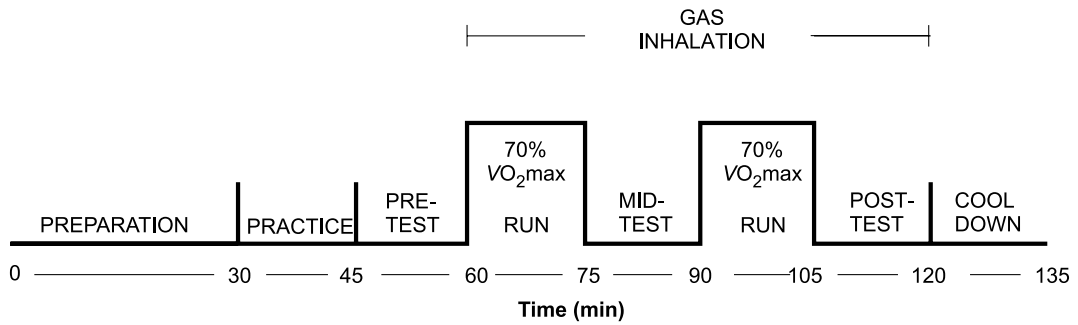 GAS
INHALATION
70%
VO2max
RUN
70%
VO2max
RUN
PREPARATION
PRACTICE
PRE-
TEST
MID-
TEST
POST-
TEST
COOL
DOWN
0 30 45 60 75 90 105 120 135
Time (min)